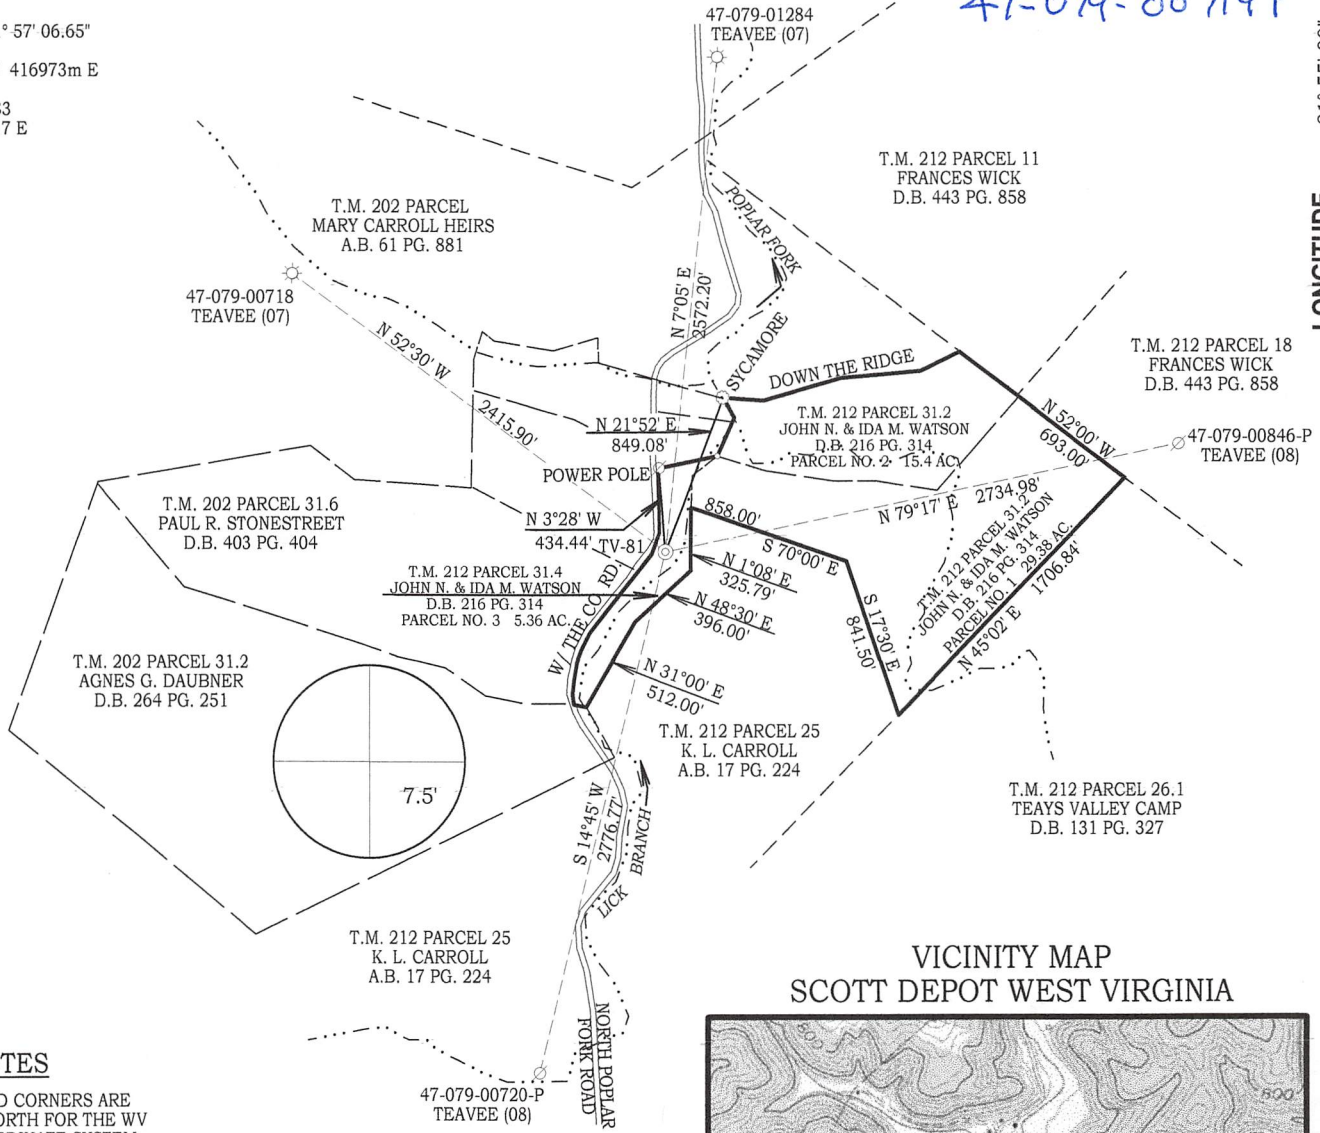 ° 57' 06.65"
416973m E
7 E
47-079-01284
TEAVEE (07)
T.M. 212 PARCEL 11
FRANCES WICK
D.B. 443 PG. 858
LONGITUDE
T.M. 202 PARCEL
MARY CARROLL HEIRS
A.B. 61 PG. 881
POPLAR FORK
47-079-00718
TEAVEE (07)
N 7°05' E
2572.20'
N 52°30' W
2415.90'
SYCAMORE
DOWN THE RIDGE
T.M. 212 PARCEL 18
FRANCES WICK
D.B. 443 PG. 858
N 21°52' E
849.08'
T.M. 212 PARCEL 31.2
JOHN N. & IDA M. WATSON
D.B. 216 PG. 314
PARCEL NO. 2 15.4 AC.
N 52°00' W
693.00'
47-079-00846-P
TEAVEE (08)
POWER POLE
T.M. 202 PARCEL 31.6
PAUL R. STONESTREET
D.B. 403 PG. 404
N 3°28' W
434.44'
TV-81
858.00'
S 70°00' E
N 79°17' E 2734.98'
T.M. 212 PARCEL 31.2
JOHN N. & IDA M. WATSON
D.B. 216 PG. 314
PARCEL NO. 1 29.38 AC.
N 45°02' E 1706.84'
N 1°08' E
325.79'
T.M. 212 PARCEL 31.4
JOHN N. & IDA M. WATSON
D.B. 216 PG. 314
PARCEL NO. 3 5.36 AC.
N 48°30' E
396.00'
S 17°30' E
841.50'
W/ THE CO. RD.
N 31°00' E
512.00'
T.M. 202 PARCEL 31.2
AGNES G. DAUBNER
D.B. 264 PG. 251
T.M. 212 PARCEL 25
K. L. CARROLL
A.B. 17 PG. 224
7.5'
T.M. 212 PARCEL 26.1
TEAYS VALLEY CAMP
D.B. 131 PG. 327
S 14°45' W
2776.77'
LICK BRANCH
T.M. 212 PARCEL 25
K. L. CARROLL
A.B. 17 PG. 224
VICINITY MAP
SCOTT DEPOT WEST VIRGINIA
NORTH POPLAR
FORK ROAD
47-079-00720-P
TEAVEE (08)
TES
D CORNERS ARE
ORTH FOR THE WV
800
800